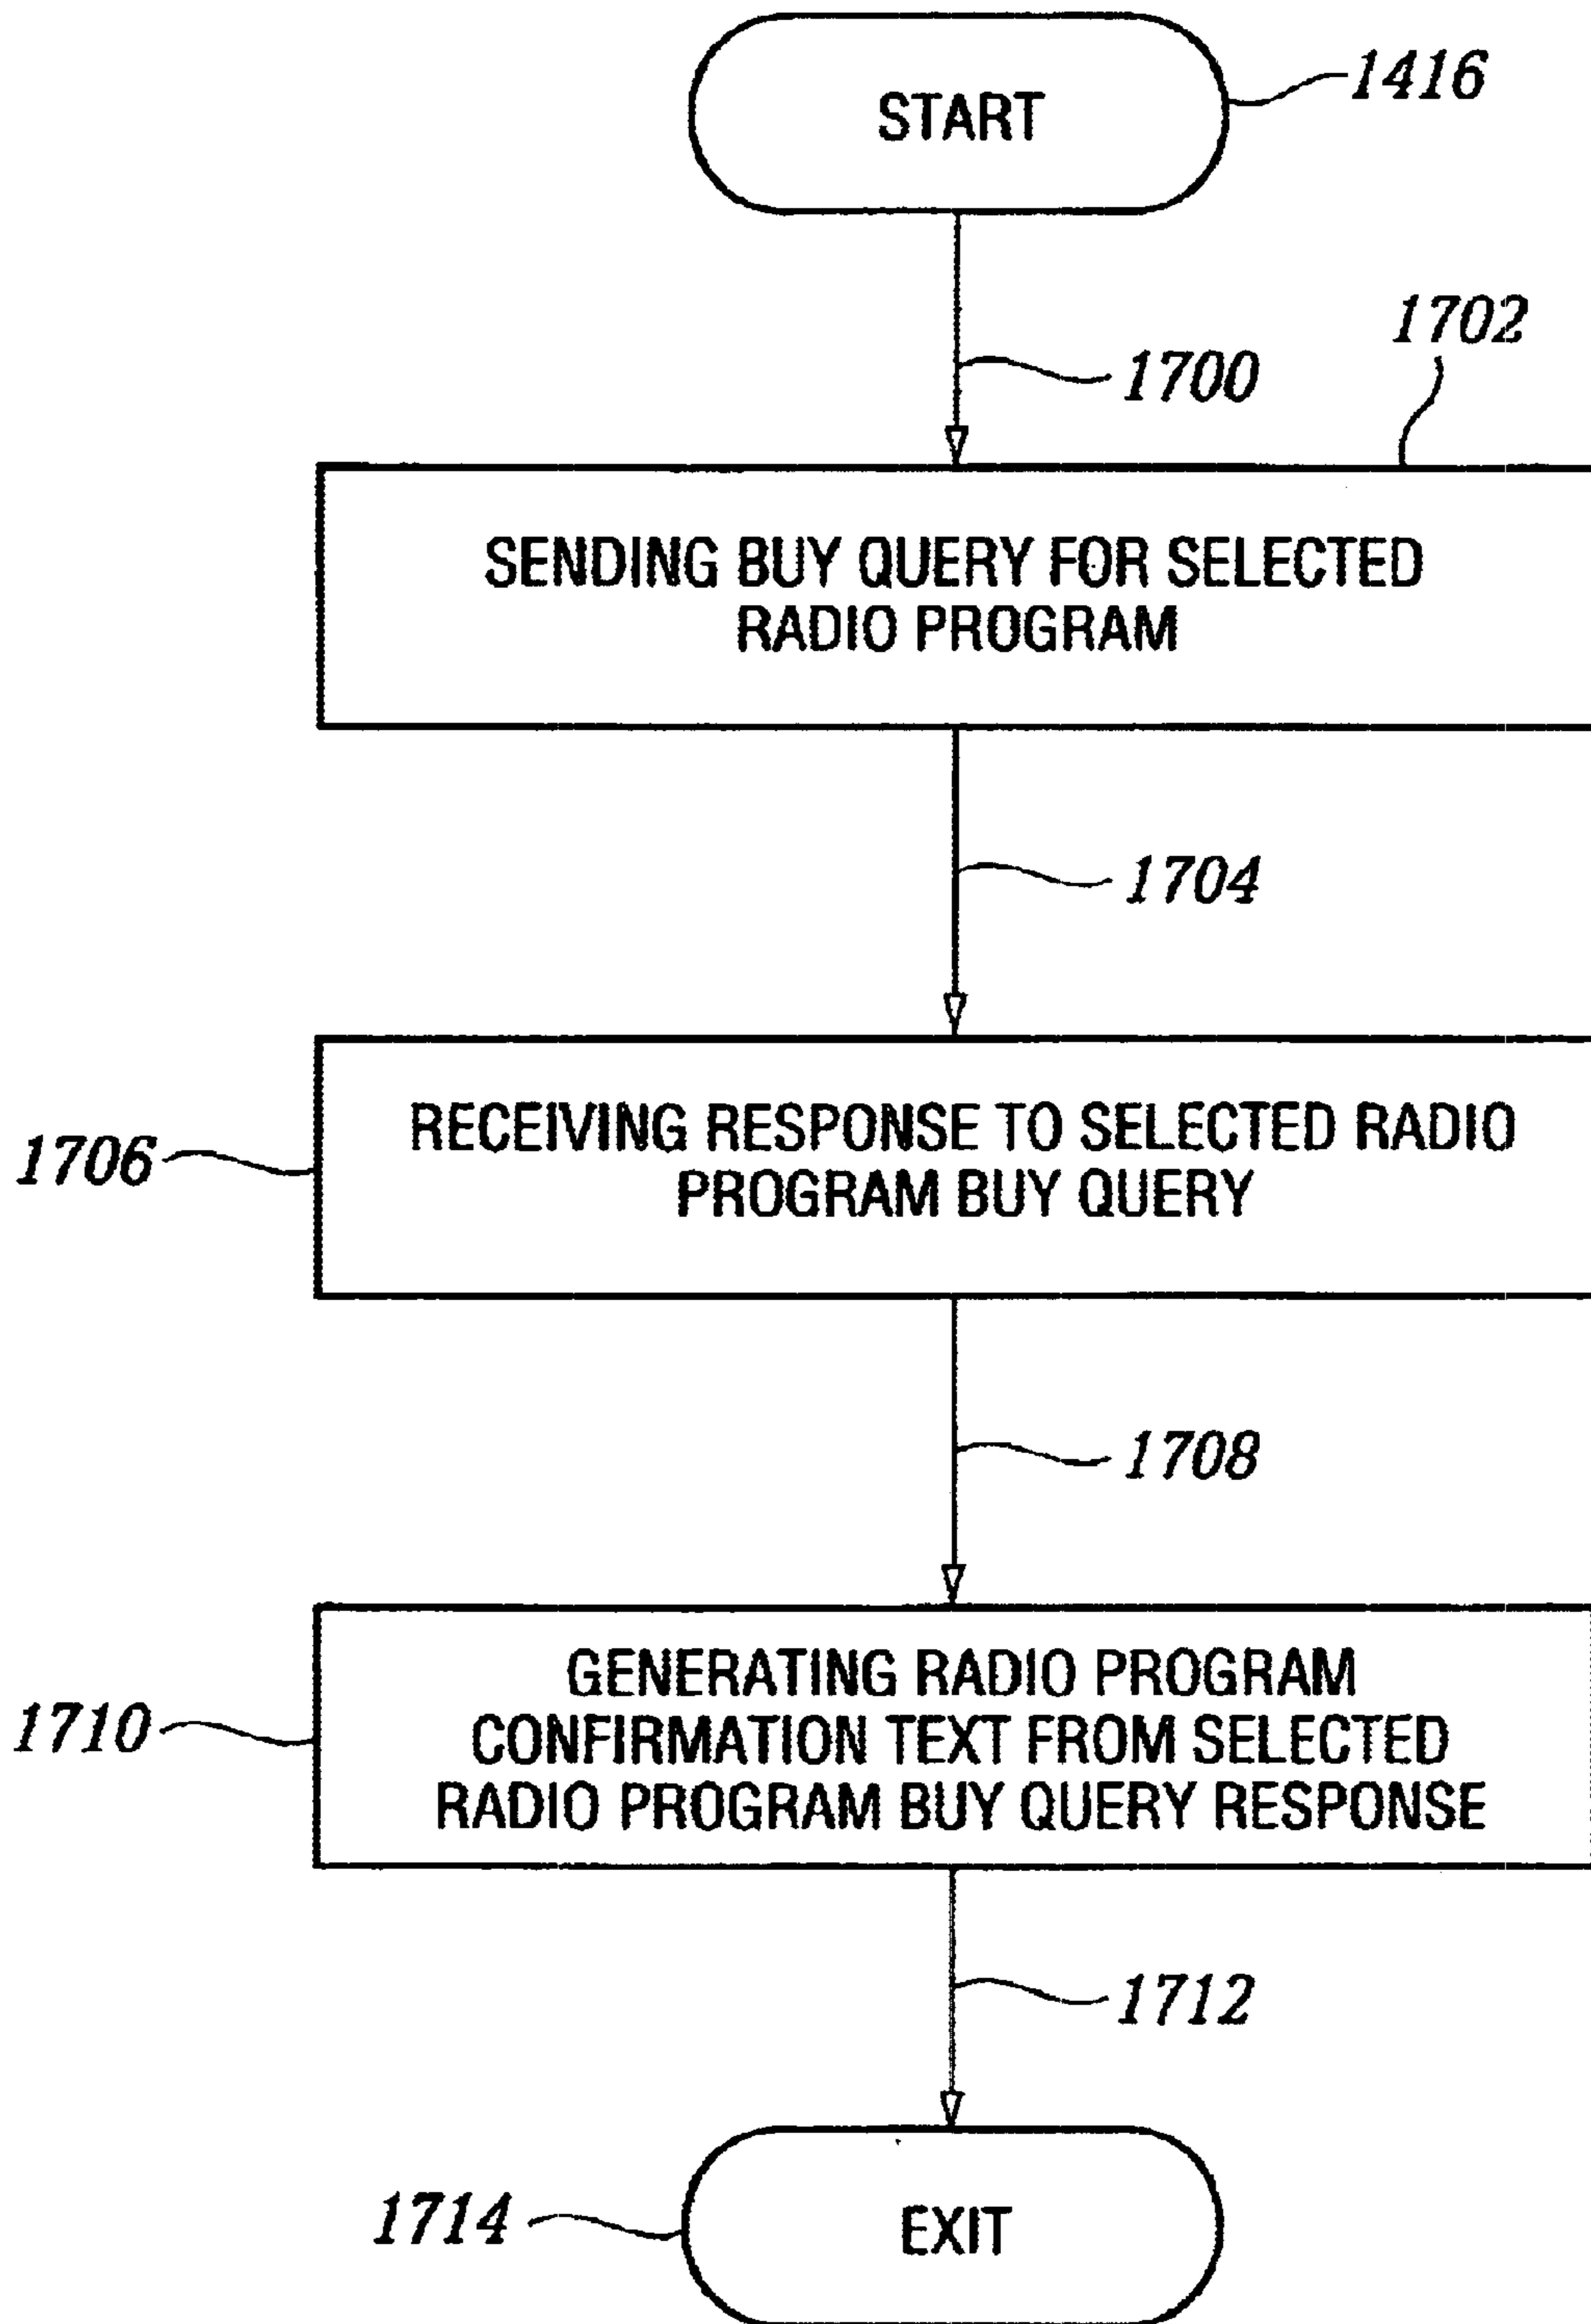 START
1416
1702
1700
SENDING BUY QUERY FOR SELECTED
RADIO PROGRAM
1704
RECEIVING RESPONSE TO SELECTED RADIO
PROGRAM BUY QUERY
1706
1708
GENERATING RADIO PROGRAM
CONFIRMATION TEXT FROM SELECTED
RADIO PROGRAM BUY QUERY RESPONSE
1710
1712
1714
EXIT